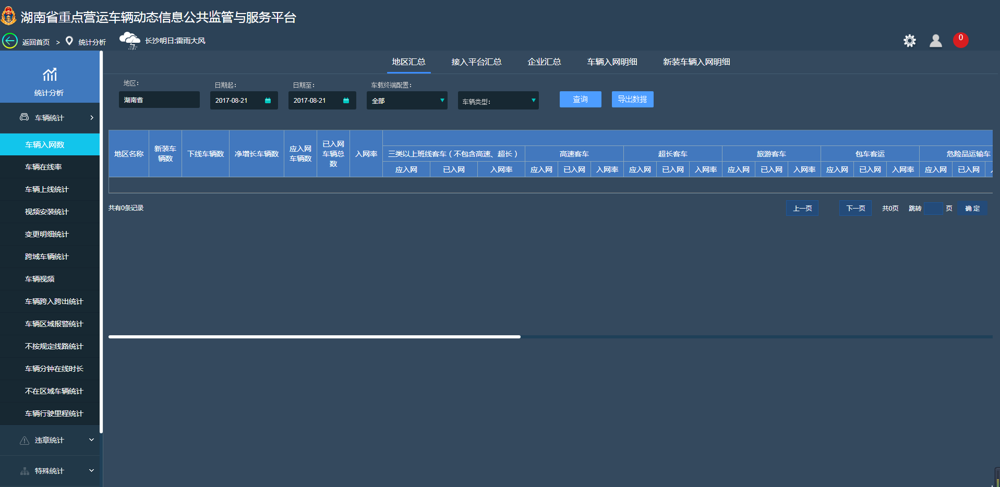 湖南省重点营运车辆动态信息公共监管与服务平台
返回首页 > 统计分析 长沙明日:雷雨大风
0
统计分析
车辆统计
车辆入网数
车辆在线率
车辆上线统计
视频安装统计
变更明细统计
跨域车辆统计
车辆视频
车辆跨入跨出统计
车辆区域报警统计
不按规定线路统计
车辆分钟在线时长
不在区域车辆统计
车辆行驶里程统计
违章统计
特殊统计
地区汇总 接入平台汇总 企业汇总 车辆入网明细 新装车辆入网明细
地区: 日期起: 日期至: 车载终端配置:
湖南省 2017-08-21 2017-08-21 全部 车辆类型: 查询 导出数据
地区名称 新装车辆数 下线车辆数 净增长车辆数 应入网车辆数 已入网车辆总数 入网率
三类以上班线客车(不包含高速、超长) 高速客车 超长客车 旅游客车 包车客运 危险品运输车
应入网 已入网 入网率 应入网 已入网 入网率 应入网 已入网 入网率 应入网 已入网 入网率 应入网 已入网 入网率 应入网 已入网
共有0条记录 上一页 下一页 共0页 跳转 页 确 定